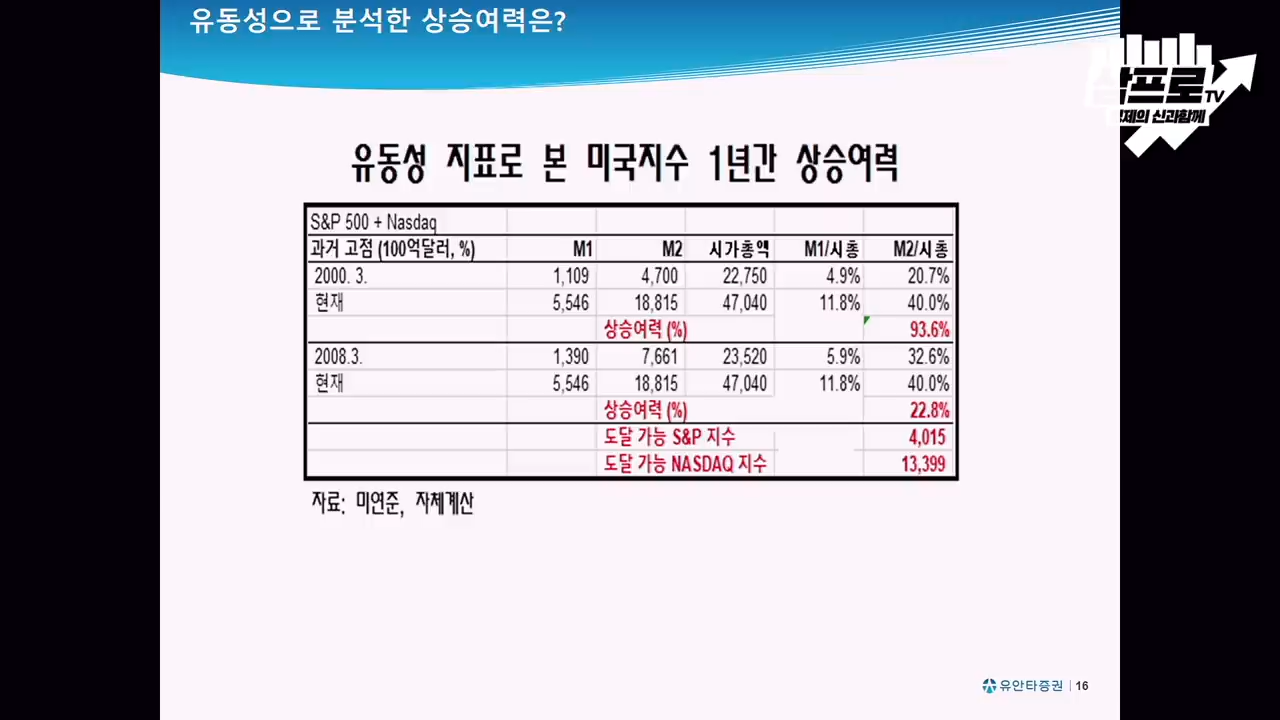 유동성으로 분석한 상승여력은?
삼프로TV
경제의 신과함께
유동성 지표로 본 미국지수 1년간 상승여력
S&P 500 + Nasdaq
과거 고점 (100억달러, %) M1 M2 시가총액 M1/시총 M2/시총
2000. 3. 1,109 4,700 22,750 4.9% 20.7%
현재 5,546 18,815 47,040 11.8% 40.0%
상승여력 (%) 93.6%
2008.3. 1,390 7,661 23,520 5.9% 32.6%
현재 5,546 18,815 47,040 11.8% 40.0%
상승여력 (%) 22.8%
도달 가능 S&P 지수 4,015
도달 가능 NASDAQ 지수 13,399
자료: 미연준, 자체계산
유안타증권 | 16